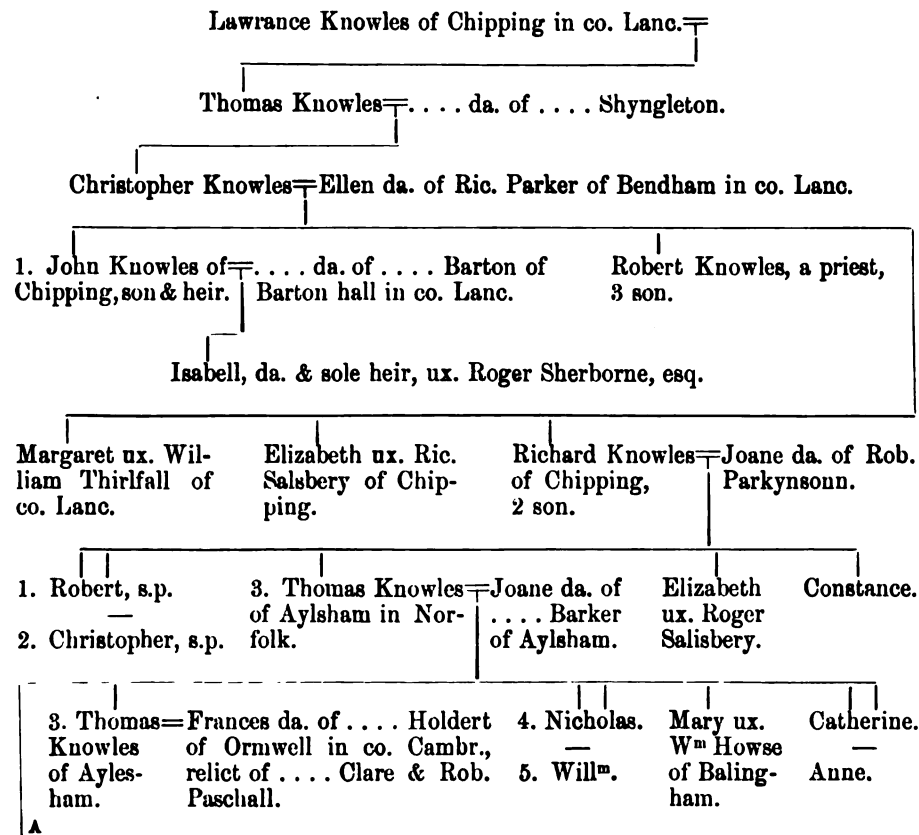 Lawrance Knowles of Chipping in co. Lanc.
Thomas Knowles=. . . . da. of . . . . Shyngleton.
Christopher Knowles=Ellen da. of Ric. Parker of Bendham in co. Lanc.
1. John Knowles of=. . . . da. of . . . . Barton of
Chipping, son & heir. Barton hall in co. Lanc.
Robert Knowles, a priest,
3 son.
Isabell, da. & sole heir, ux. Roger Sherborne, esq.
Margaret ux. Wil-
liam Thirlfall of
co. Lanc.
Elizabeth ux. Ric.
Salsbery of Chip-
ping.
Richard Knowles=
of Chipping,
2 son.
Joane da. of Rob.
Parkynsoun.
1. Robert, s.p.
—
2. Christopher, s.p.
3. Thomas Knowles=
of Aylsham in Nor-
folk.
Joane da. of
. . . . Barker
of Aylsham.
Elizabeth
ux. Roger
Salisbery.
Constance.
3. Thomas=
Knowles
of Ayles-
ham.
Frances da. of . . . . Holdert
of Ormwell in co. Cambr.,
relict of . . . . Clare & Rob.
Paschall.
4. Nicholas.
—
5. Willᵐ.
Mary ux.
Wᵐ Howse
of Baling-
ham.
Catherine.
—
Anne.
A